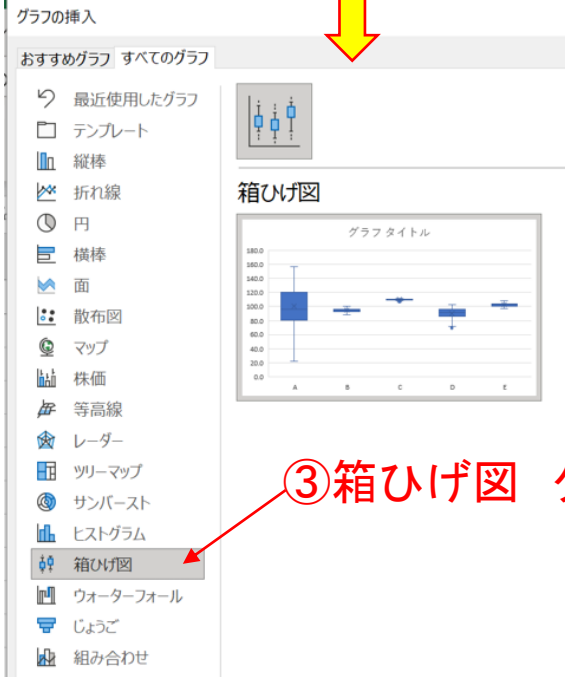 グラフの挿入
おすすめグラフ すべてのグラフ
最近使用したグラフ
テンプレート
縦棒
折れ線
円
横棒
面
散布図
マップ
株価
等高線
レーダー
ツリーマップ
サンバースト
ヒストグラム
箱ひげ図
ウォーターフォール
じょうご
組み合わせ
箱ひげ図
グラフ タイトル
180.0
160.0
140.0
120.0
100.0
80.0
60.0
40.0
20.0
0.0
A B C D E
③箱ひげ図